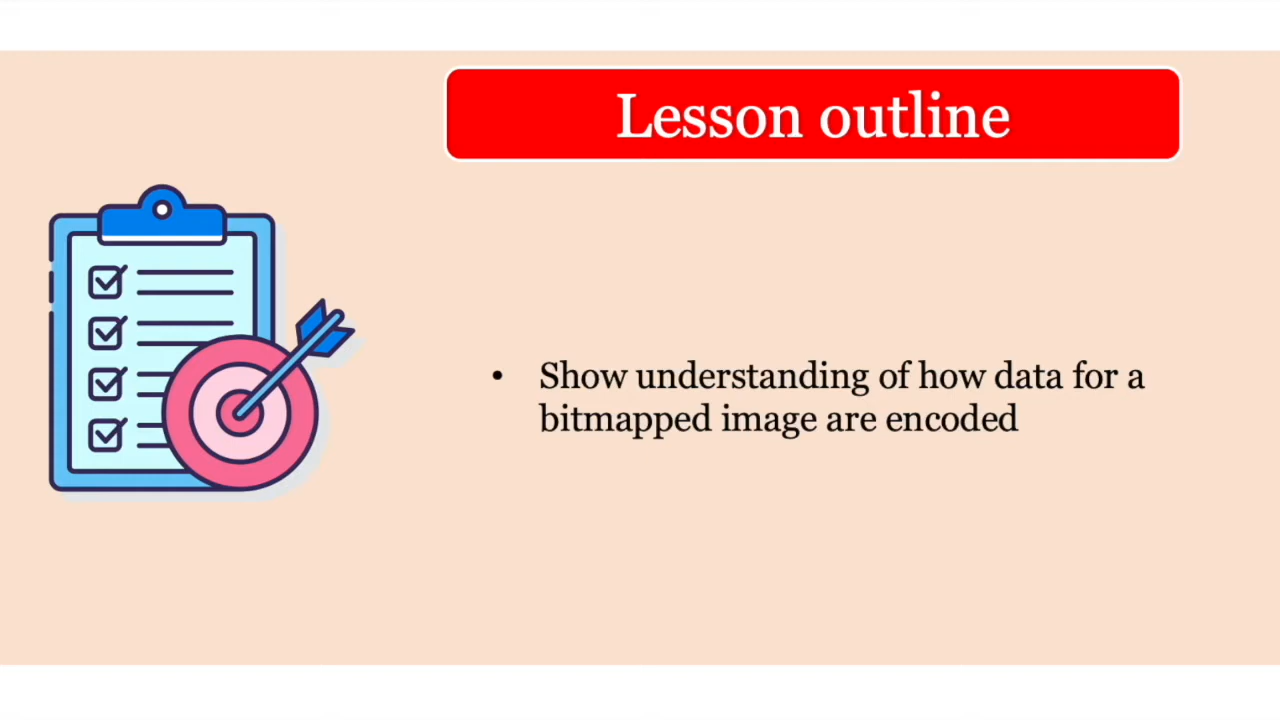 Lesson outline
• Show understanding of how data for a
bitmapped image are encoded